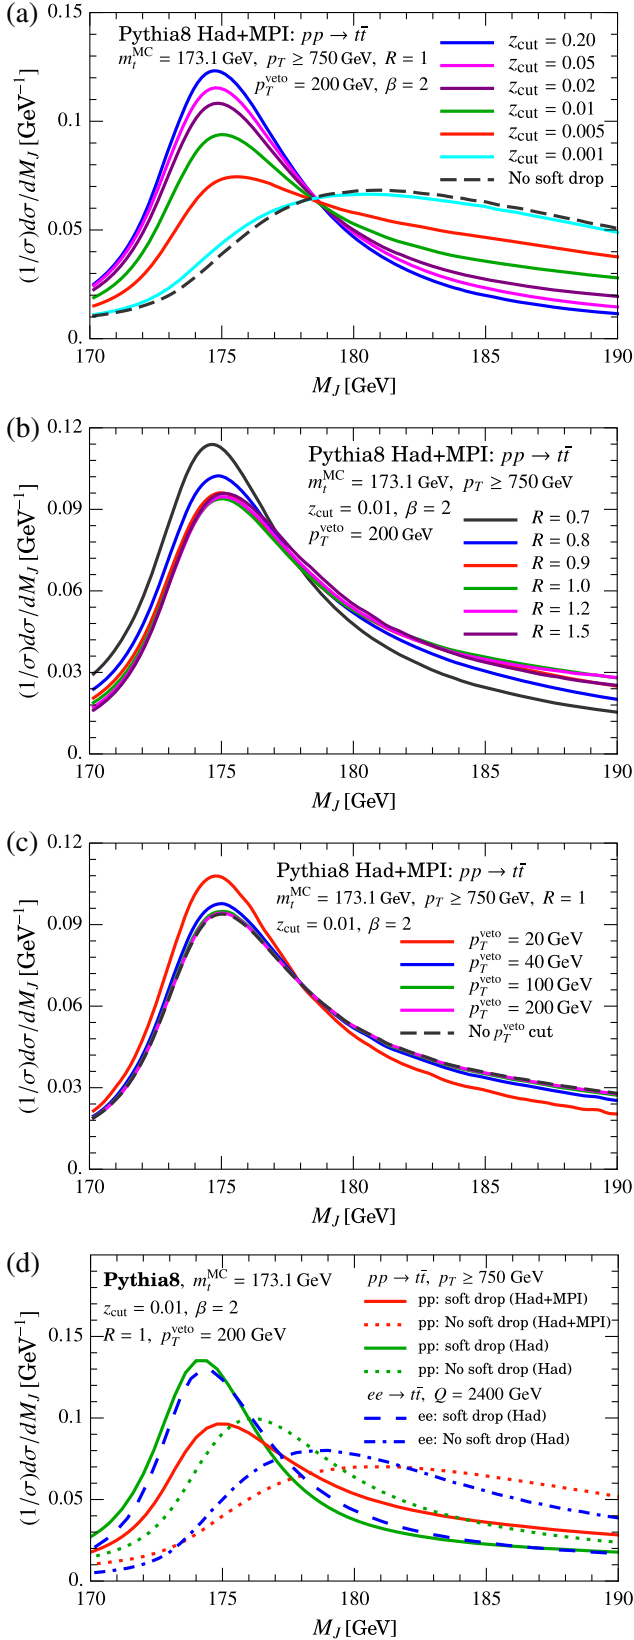 (a)
Pythia8 Had+MPI: pp → tt̄
m_t^MC = 173.1 GeV, p_T ≥ 750 GeV, R = 1
p_T^veto = 200 GeV, β = 2
z_cut = 0.20
z_cut = 0.05
z_cut = 0.02
z_cut = 0.01
z_cut = 0.005
z_cut = 0.001
No soft drop
(1/σ)dσ/dM_J [GeV⁻¹]
0.15
0.1
0.05
0.
170 175 180 185 190
M_J [GeV]
(b)
Pythia8 Had+MPI: pp → tt̄
m_t^MC = 173.1 GeV, p_T ≥ 750 GeV
z_cut = 0.01, β = 2
p_T^veto = 200 GeV
R = 0.7
R = 0.8
R = 0.9
R = 1.0
R = 1.2
R = 1.5
(1/σ)dσ/dM_J [GeV⁻¹]
0.12
0.09
0.06
0.03
0.
170 175 180 185 190
M_J [GeV]
(c)
Pythia8 Had+MPI: pp → tt̄
m_t^MC = 173.1 GeV, p_T ≥ 750 GeV, R = 1
z_cut = 0.01, β = 2
p_T^veto = 20 GeV
p_T^veto = 40 GeV
p_T^veto = 100 GeV
p_T^veto = 200 GeV
No p_T^veto cut
(1/σ)dσ/dM_J [GeV⁻¹]
0.12
0.09
0.06
0.03
0.
170 175 180 185 190
M_J [GeV]
(d)
Pythia8, m_t^MC = 173.1 GeV
z_cut = 0.01, β = 2
R = 1, p_T^veto = 200 GeV
pp → tt̄, p_T ≥ 750 GeV
pp: soft drop (Had+MPI)
pp: No soft drop (Had+MPI)
pp: soft drop (Had)
pp: No soft drop (Had)
ee → tt̄, Q = 2400 GeV
ee: soft drop (Had)
ee: No soft drop (Had)
(1/σ)dσ/dM_J [GeV⁻¹]
0.15
0.1
0.05
0.
170 175 180 185 190
M_J [GeV]